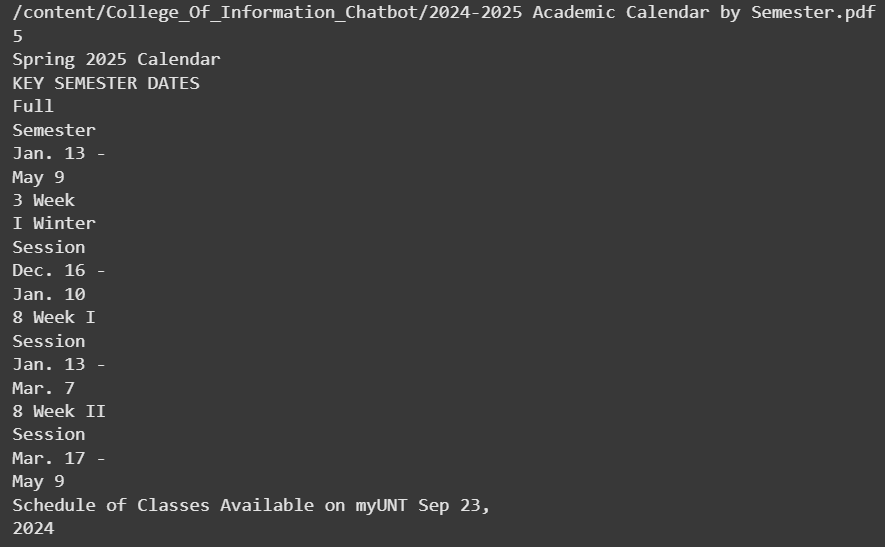 /content/College_Of_Information_Chatbot/2024-2025 Academic Calendar by Semester.pdf
5
Spring 2025 Calendar
KEY SEMESTER DATES
Full
Semester
Jan. 13 -
May 9
3 Week
I Winter
Session
Dec. 16 -
Jan. 10
8 Week I
Session
Jan. 13 -
Mar. 7
8 Week II
Session
Mar. 17 -
May 9
Schedule of Classes Available on myUNT Sep 23,
2024